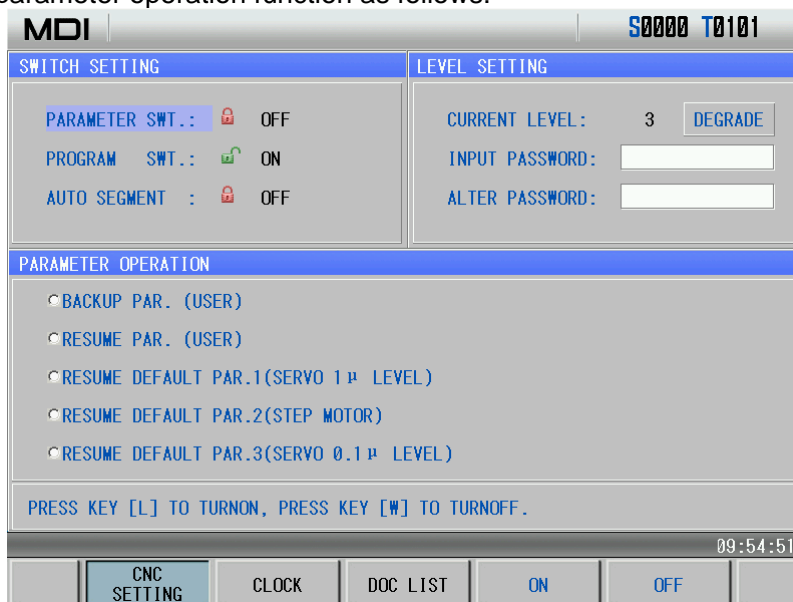 parameter operation function as follows:
MDI S0000 T0101
SWITCH SETTING
PARAMETER SWT.: OFF
PROGRAM SWT.: ON
AUTO SEGMENT : OFF
LEVEL SETTING
CURRENT LEVEL: 3 DEGRADE
INPUT PASSWORD:
ALTER PASSWORD:
PARAMETER OPERATION
BACKUP PAR. (USER)
RESUME PAR. (USER)
RESUME DEFAULT PAR.1(SERVO 1μ LEVEL)
RESUME DEFAULT PAR.2(STEP MOTOR)
RESUME DEFAULT PAR.3(SERVO 0.1μ LEVEL)
PRESS KEY [L] TO TURNON, PRESS KEY [W] TO TURNOFF.
09:54:51
CNC
SETTING CLOCK DOC LIST ON OFF